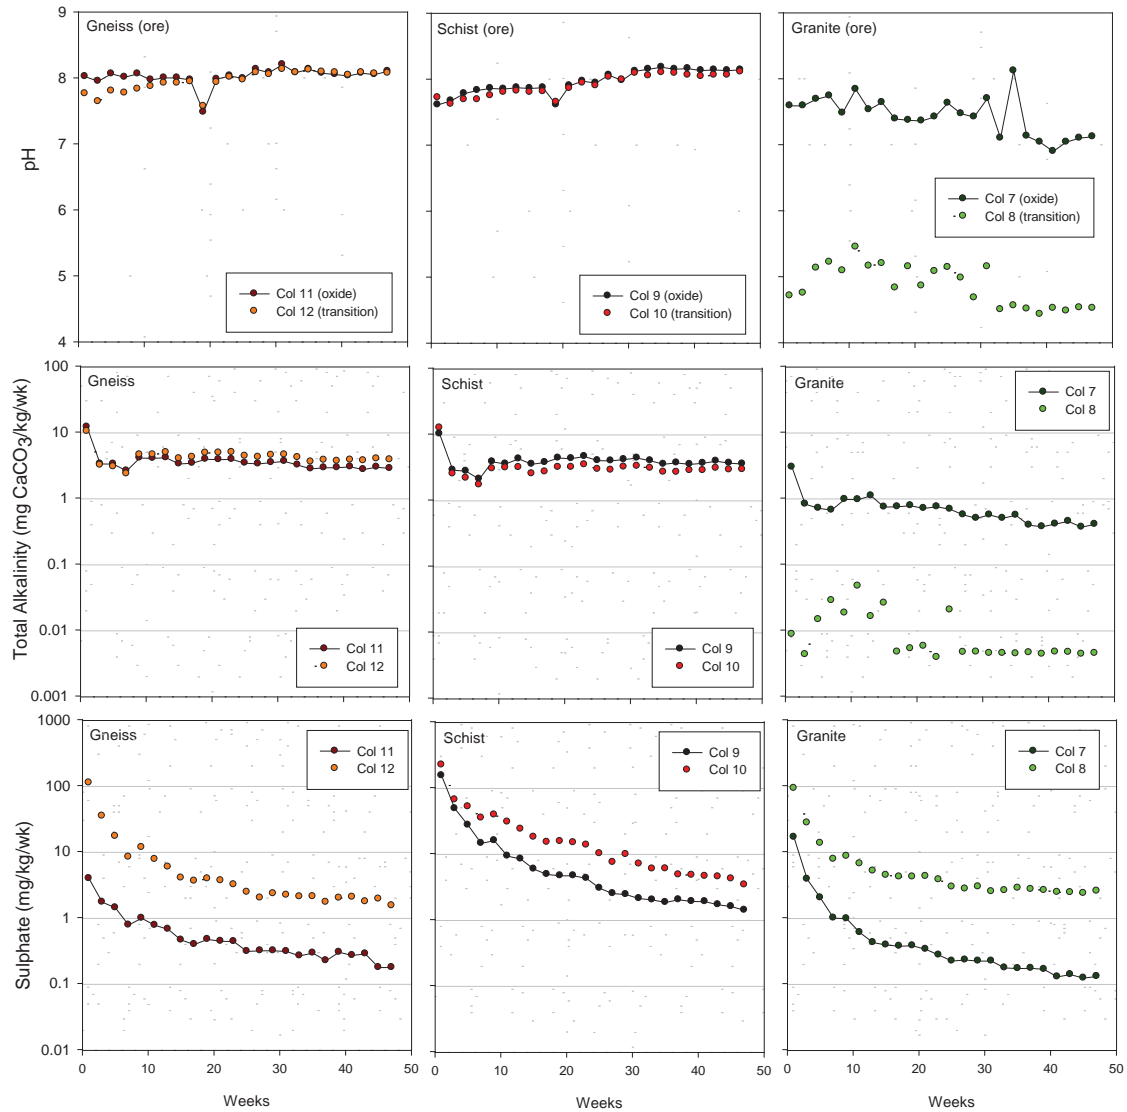 Gneiss (ore)
Schist (ore)
Granite (ore)
9
8
7
6
5
4
pH
Col 11 (oxide)
Col 12 (transition)
Col 9 (oxide)
Col 10 (transition)
Col 7 (oxide)
Col 8 (transition)
Gneiss
Schist
Granite
100
10
1
0.1
0.01
0.001
Total Alkalinity (mg CaCO3/kg/wk)
Col 11
Col 12
Col 9
Col 10
Col 7
Col 8
Gneiss
Schist
Granite
1000
100
10
1
0.1
0.01
Sulphate (mg/kg/wk)
Col 11
Col 12
Col 9
Col 10
Col 7
Col 8
0 10 20 30 40 50
0 10 20 30 40 50
0 10 20 30 40 50
Weeks
Weeks
Weeks